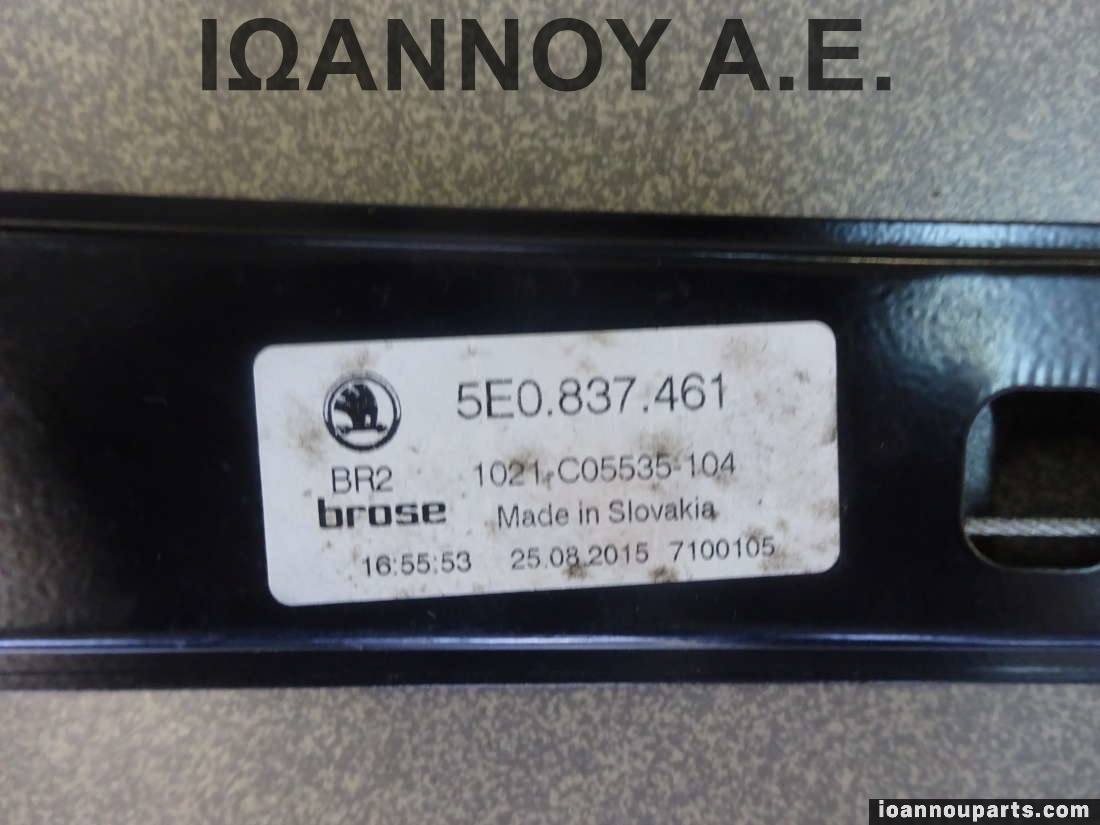 ΙΩΑΝΝΟΥ Α.Ε.
5E0.837.461
BR2 1021-C05535-104
brose Made in Slovakia
16:55:53 25.08.2015 7100105
ioannouparts.com